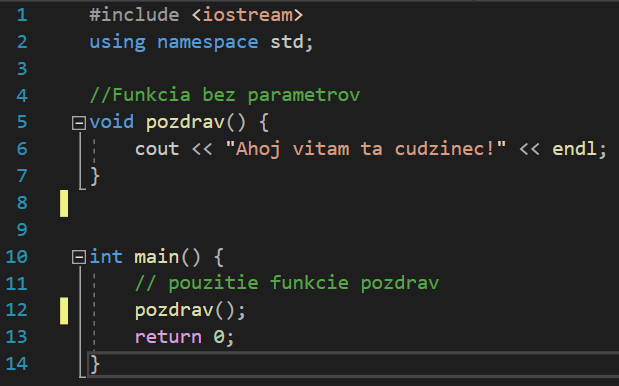 1 #include <iostream>
2 using namespace std;
3
4 //Funkcia bez parametrov
5 void pozdrav() {
6 cout << "Ahoj vitam ta cudzinec!" << endl;
7 }
8
9
10 int main() {
11 // pouzitie funkcie pozdrav
12 pozdrav();
13 return 0;
14 }